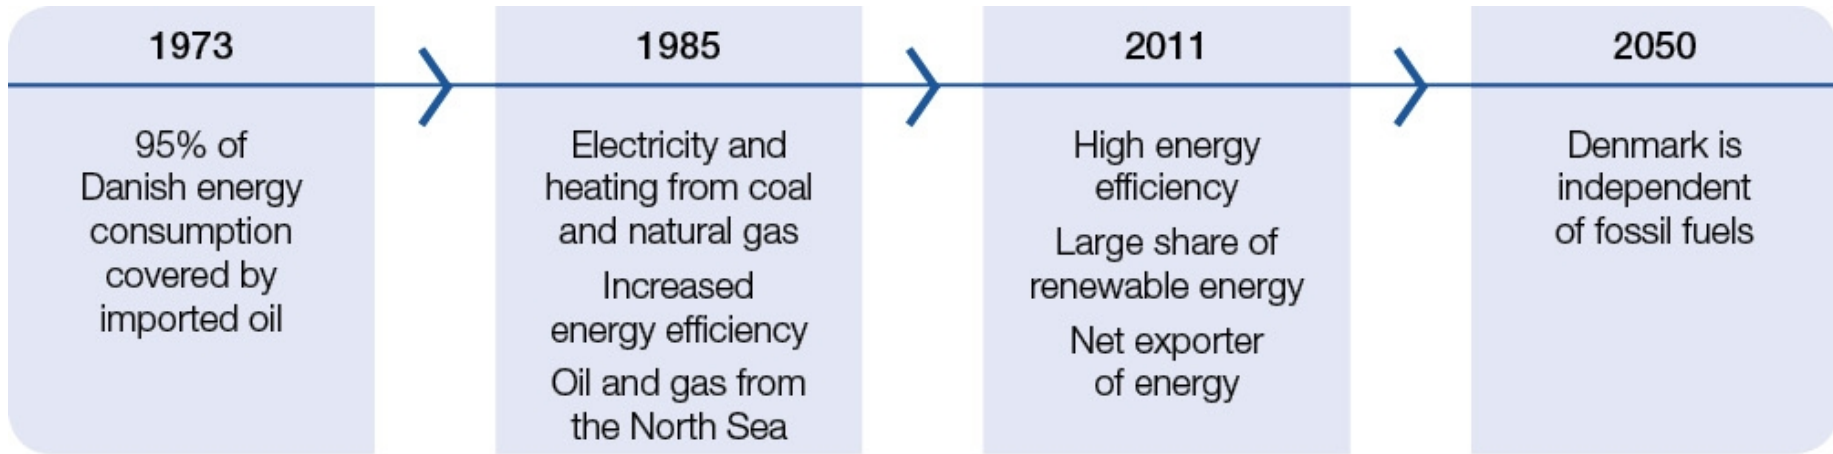 1973
95% of
Danish energy
consumption
covered by
imported oil
1985
Electricity and
heating from coal
and natural gas
Increased
energy efficiency
Oil and gas from
the North Sea
2011
High energy
efficiency
Large share of
renewable energy
Net exporter
of energy
2050
Denmark is
independent
of fossil fuels